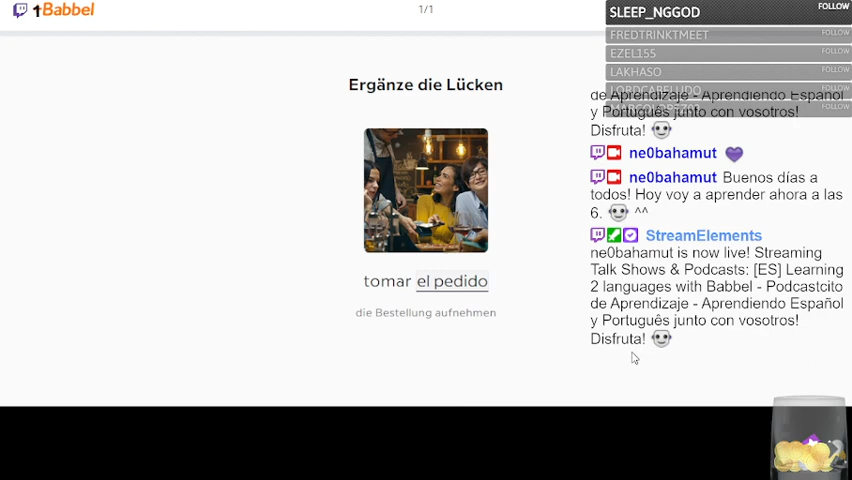 1Babbel
1/1
SLEEP_NGGOD
FOLLOW
FREDTRINKTMEET
FOLLOW
EZEL155
FOLLOW
LAKHASO
FOLLOW
LORDCABELUDO
FOLLOW
FOLLOW
Ergänze die Lücken
tomar el pedido
die Bestellung aufnehmen
de Aprendizaje - Aprendiendo Español
y Português junto con vosotros!
Disfruta!
ne0bahamut
ne0bahamut Buenos días a
todos! Hoy voy a aprender ahora a las
6. ^^
StreamElements
ne0bahamut is now live! Streaming
Talk Shows & Podcasts: [ES] Learning
2 languages with Babbel - Podcastcito
de Aprendizaje - Aprendiendo Español
y Português junto con vosotros!
Disfruta!